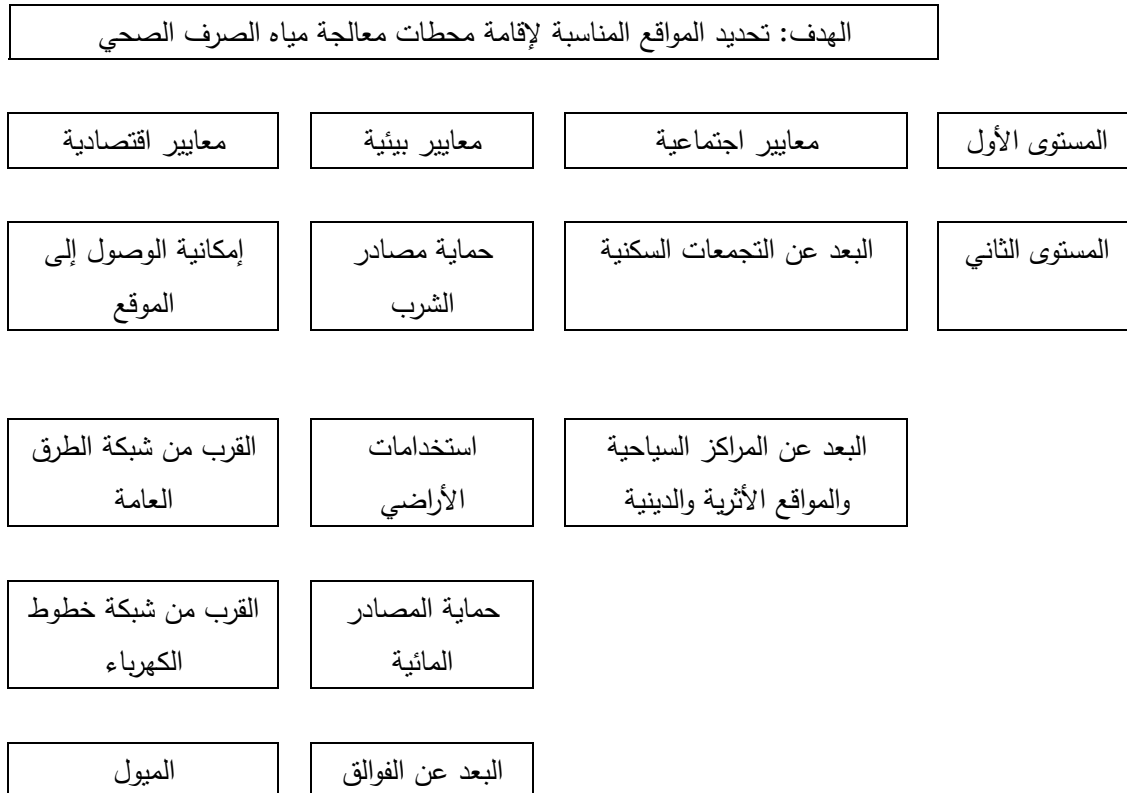 الهدف: تحديد المواقع المناسبة لإقامة محطات معالجة مياه الصرف الصحي
المستوى الأول
معايير اجتماعية
معايير بيئية
معايير اقتصادية
المستوى الثاني
البعد عن التجمعات السكنية
حماية مصادر
الشرب
إمكانية الوصول إلى
الموقع
البعد عن المراكز السياحية
والمواقع الأثرية والدينية
استخدامات
الأراضي
القرب من شبكة الطرق
العامة
حماية المصادر
المائية
القرب من شبكة خطوط
الكهرباء
البعد عن الفوالق
الميول